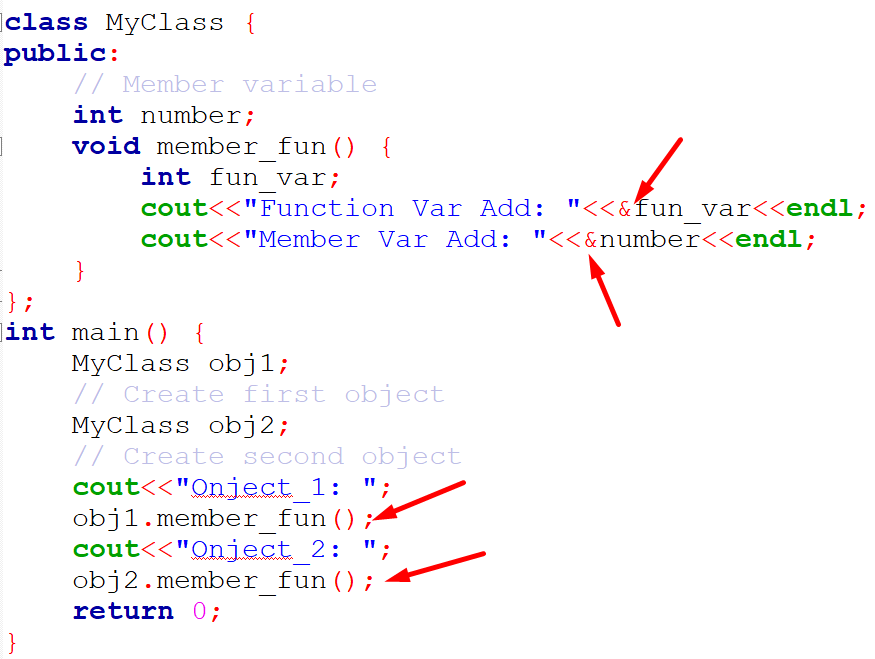 class MyClass {
public:
    // Member variable
    int number;
    void member_fun() {
        int fun_var;
        cout<<"Function Var Add: "<<&fun_var<<endl;
        cout<<"Member Var Add: "<<&number<<endl;
    }
};
int main() {
    MyClass obj1;
    // Create first object
    MyClass obj2;
    // Create second object
    cout<<"Onject_1: ";
    obj1.member_fun();
    cout<<"Onject_2: ";
    obj2.member_fun();
    return 0;
}